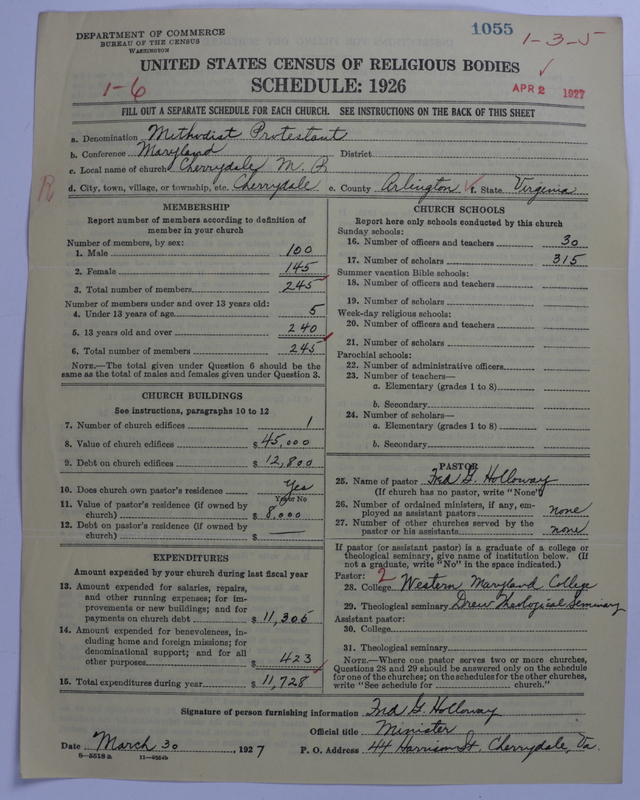 DEPARTMENT OF COMMERCE
BUREAU OF THE CENSUS
WASHINGTON
1055
1-3-5
UNITED STATES CENSUS OF RELIGIOUS BODIES
SCHEDULE: 1926
1-6
APR 2 1927
FILL OUT A SEPARATE SCHEDULE FOR EACH CHURCH. SEE INSTRUCTIONS ON THE BACK OF THIS SHEET
a. Denomination Methodist Protestant
b. Conference Maryland District
c. Local name of church Cherrydale M. P.
d. City, town, village, or township, etc. Cherrydale e. County Arlington f. State Virginia
R
MEMBERSHIP
Report number of members according to definition of
member in your church
Number of members, by sex:
1. Male 100
2. Female 145
3. Total number of members 245
Number of members under and over 13 years old:
4. Under 13 years of age 5
5. 13 years old and over 240
6. Total number of members 245
NOTE.—The total given under Question 6 should be the
same as the total of males and females given under Question 3.
CHURCH BUILDINGS
See instructions, paragraphs 10 to 12
7. Number of church edifices 1
8. Value of church edifices $ 45,000
9. Debt on church edifices $ 12,800
10. Does church own pastor's residence Yes
Yes or No
11. Value of pastor's residence (if owned by
church) $ 8,000
12. Debt on pastor's residence (if owned by
church) $ —
EXPENDITURES
Amount expended by your church during last fiscal year
13. Amount expended for salaries, repairs,
and other running expenses; for im-
provements or new buildings; and for
payments on church debt $ 11,305
14. Amount expended for benevolences, in-
cluding home and foreign missions; for
denominational support; and for all
other purposes $ 423
15. Total expenditures during year $ 11,728
CHURCH SCHOOLS
Report here only schools conducted by this church
Sunday schools:
16. Number of officers and teachers 30
17. Number of scholars 315
Summer vacation Bible schools:
18. Number of officers and teachers
19. Number of scholars
Week-day religious schools:
20. Number of officers and teachers
21. Number of scholars
Parochial schools:
22. Number of administrative officers
23. Number of teachers—
a. Elementary (grades 1 to 8)
b. Secondary
24. Number of scholars—
a. Elementary (grades 1 to 8)
b. Secondary
PASTOR
25. Name of pastor Fred G. Holloway
(If church has no pastor, write "None")
26. Number of ordained ministers, if any, em-
ployed as assistant pastors none
27. Number of other churches served by the
pastor or his assistants none
If pastor (or assistant pastor) is a graduate of a college or
theological seminary, give name of institution below. (If
not a graduate, write "No" in the space indicated.)
Pastor: 2
28. College Western Maryland College
29. Theological seminary Drew Theological Seminary
Assistant pastor:
30. College
31. Theological seminary
NOTE.—Where one pastor serves two or more churches,
Questions 28 and 29 should be answered only on the schedule
for one of the churches; on the schedules for the other churches,
write "See schedule for church."
Signature of person furnishing information Fred G. Holloway
Official title Minister
Date March 30, 1927 P. O. Address 44 Harrison St. Cherrydale, Va.